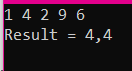 1 4 2 9 6
Result = 4,4